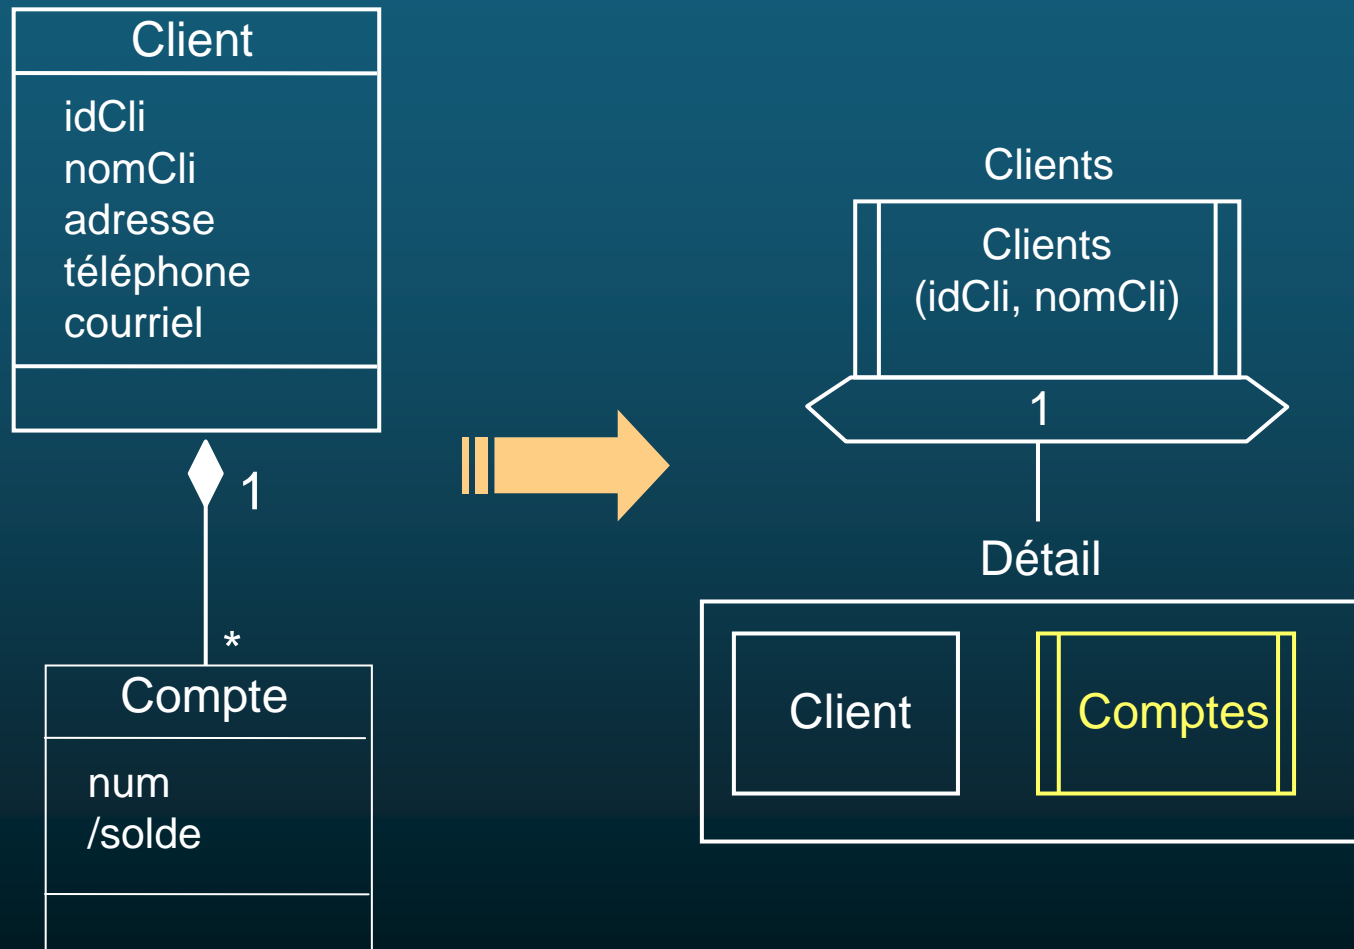 Client
idCli
nomCli
adresse
téléphone
courriel
1
*
Compte
num
/solde
Clients
Clients
(idCli, nomCli)
1
Détail
Client
Comptes